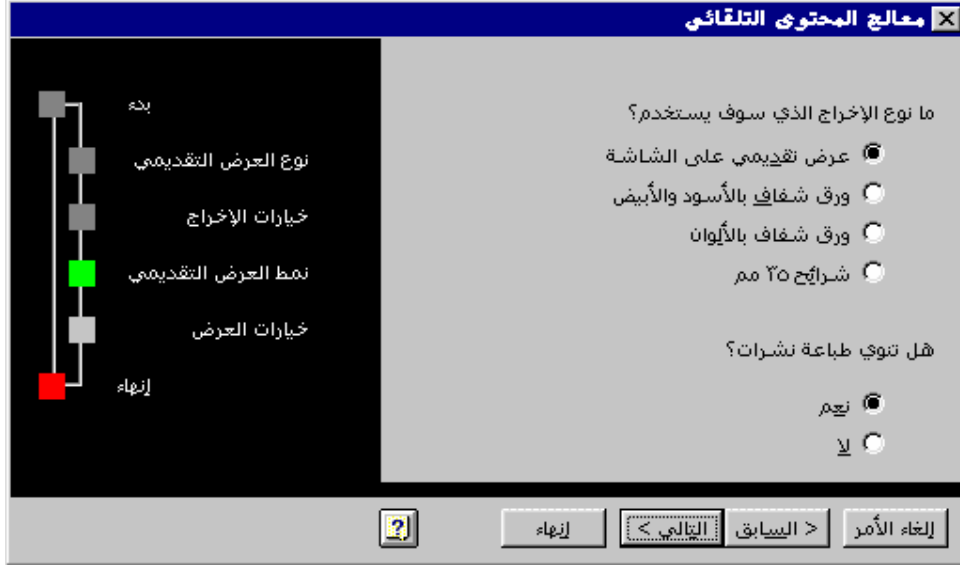 معالج المحتوى التلقائي
ما نوع الإخراج الذي سوف يستخدم؟
عرض تقديمي على الشاشة
ورق شفاف بالأسود والأبيض
ورق شفاف بالألوان
شرائح ٣٥ مم
هل تنوي طباعة نشرات؟
نعم
لا
بدء
نوع العرض التقديمي
خيارات الإخراج
نمط العرض التقديمي
خيارات العرض
إنهاء
إلغاء الأمر
< السابق
التالي >
إنهاء
?